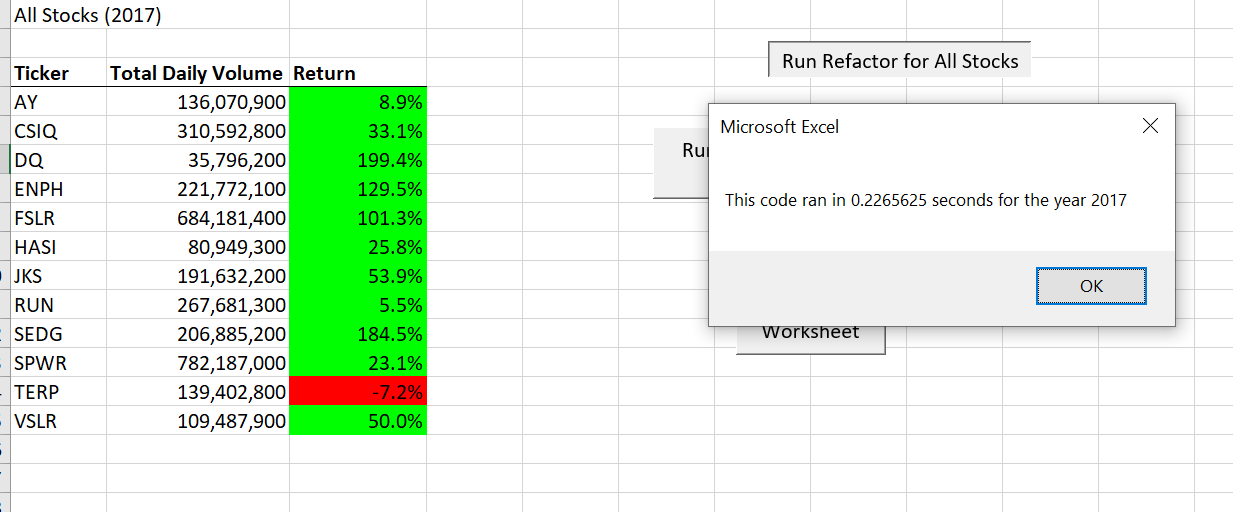 All Stocks (2017)
Run Refactor for All Stocks
Ticker Total Daily Volume Return
AY 136,070,900 8.9%
CSIQ 310,592,800 33.1%
DQ 35,796,200 199.4%
ENPH 221,772,100 129.5%
FSLR 684,181,400 101.3%
HASI 80,949,300 25.8%
JKS 191,632,200 53.9%
RUN 267,681,300 5.5%
SEDG 206,885,200 184.5%
SPWR 782,187,000 23.1%
TERP 139,402,800 -7.2%
VSLR 109,487,900 50.0%
Microsoft Excel
This code ran in 0.2265625 seconds for the year 2017
OK
Worksheet